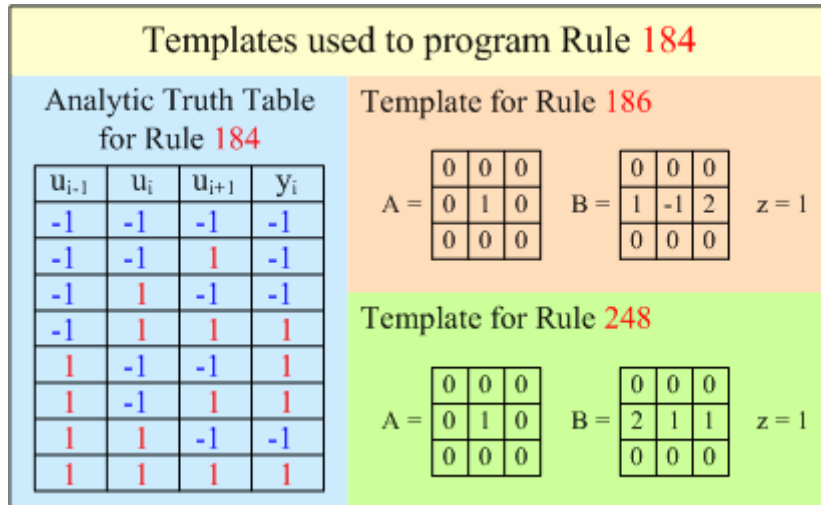 Templates used to program Rule 184
Analytic Truth Table
for Rule 184
u_{i-1} u_i u_{i+1} y_i
-1 -1 -1 -1
-1 -1 1 -1
-1 1 -1 -1
-1 1 1 1
1 -1 -1 1
1 -1 1 1
1 1 -1 -1
1 1 1 1
Template for Rule 186
0 0 0 0 0 0
A = 0 1 0 B = 1 -1 2 z = 1
0 0 0 0 0 0
Template for Rule 248
0 0 0 0 0 0
A = 0 1 0 B = 2 1 1 z = 1
0 0 0 0 0 0